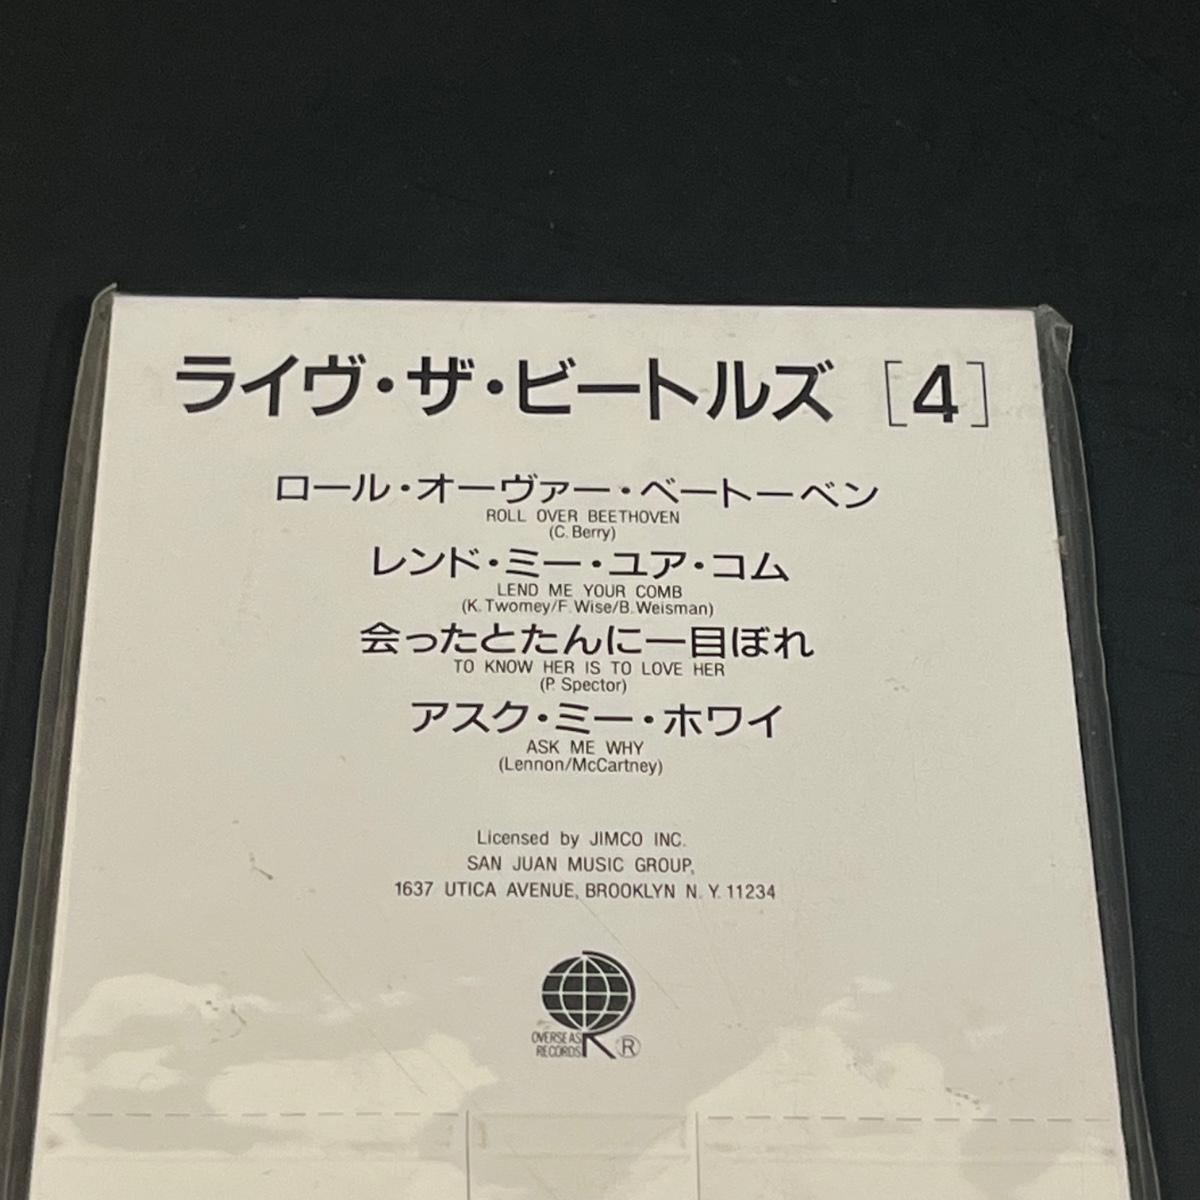 ライヴ・ザ・ビートルズ [4]
ロール・オーヴァー・ベートーベン
ROLL OVER BEETHOVEN
(C. Berry)
レンド・ミー・ユア・コム
LEND ME YOUR COMB
(K. Twomey/F. Wise/B. Weisman)
会ったとたんに一目ぼれ
TO KNOW HER IS TO LOVE HER
(P. Spector)
アスク・ミー・ホワイ
ASK ME WHY
(Lennon/McCartney)
Licensed by JIMCO INC.
SAN JUAN MUSIC GROUP,
1637 UTICA AVENUE, BROOKLYN N. Y. 11234
OVERSEAS
RECORDS R ®